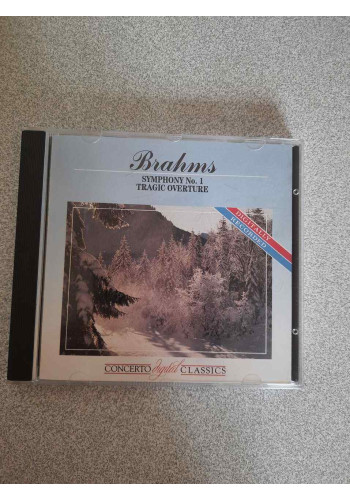 Brahms
SYMPHONY No. 1
TRAGIC OVERTURE
DIGITALLY
RECORDED
CONCERTO digital CLASSICS